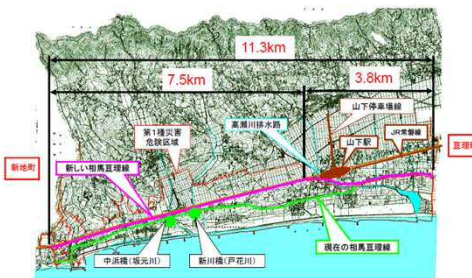 11.3km
7.5km
3.8km
山下停車場線
高瀬川排水路
JR常磐線
山下駅
第1種災害
危険区域
亘理町
新地町
新しい相馬亘理線
中浜橋(坂元川)
新川橋(戸花川)
現在の相馬亘理線